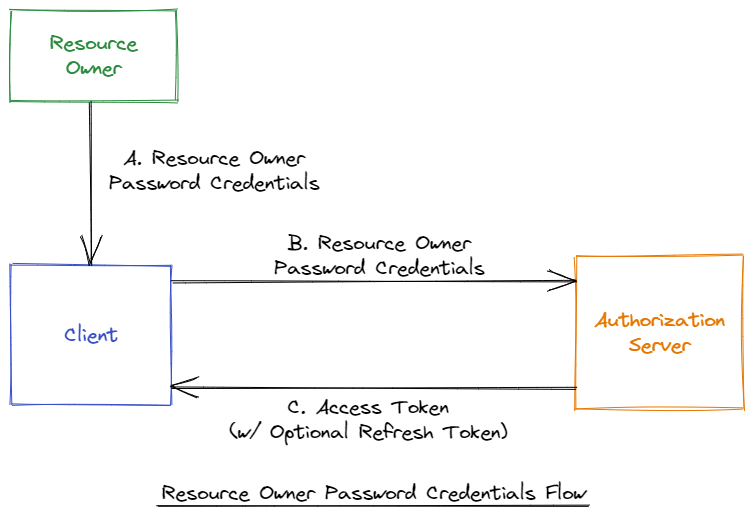 Resource
Owner
A. Resource Owner
Password Credentials
B. Resource Owner
Password Credentials
Client
Authorization
Server
C. Access Token
(w/ Optional Refresh Token)
Resource Owner Password Credentials Flow